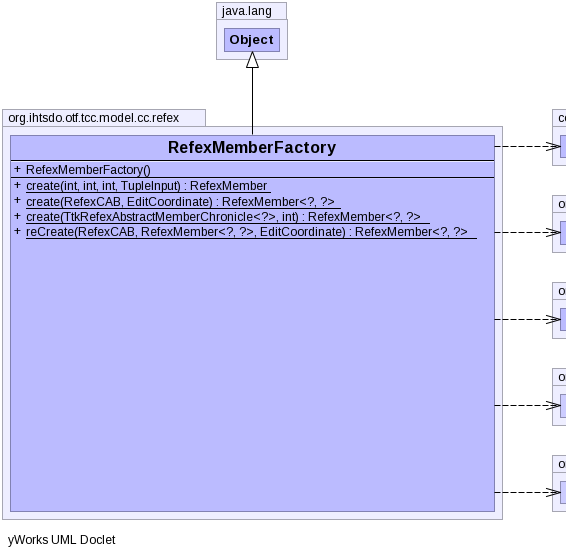 java.lang
Object
org.ihtsdo.otf.tcc.model.cc.refex
RefexMemberFactory
+ RefexMemberFactory()
+ create(int, int, int, TupleInput) : RefexMember
+ create(RefexCAB, EditCoordinate) : RefexMember<?, ?>
+ create(TtkRefexAbstractMemberChronicle<?>, int) : RefexMember<?, ?>
+ reCreate(RefexCAB, RefexMember<?, ?>, EditCoordinate) : RefexMember<?, ?>
yWorks UML Doclet